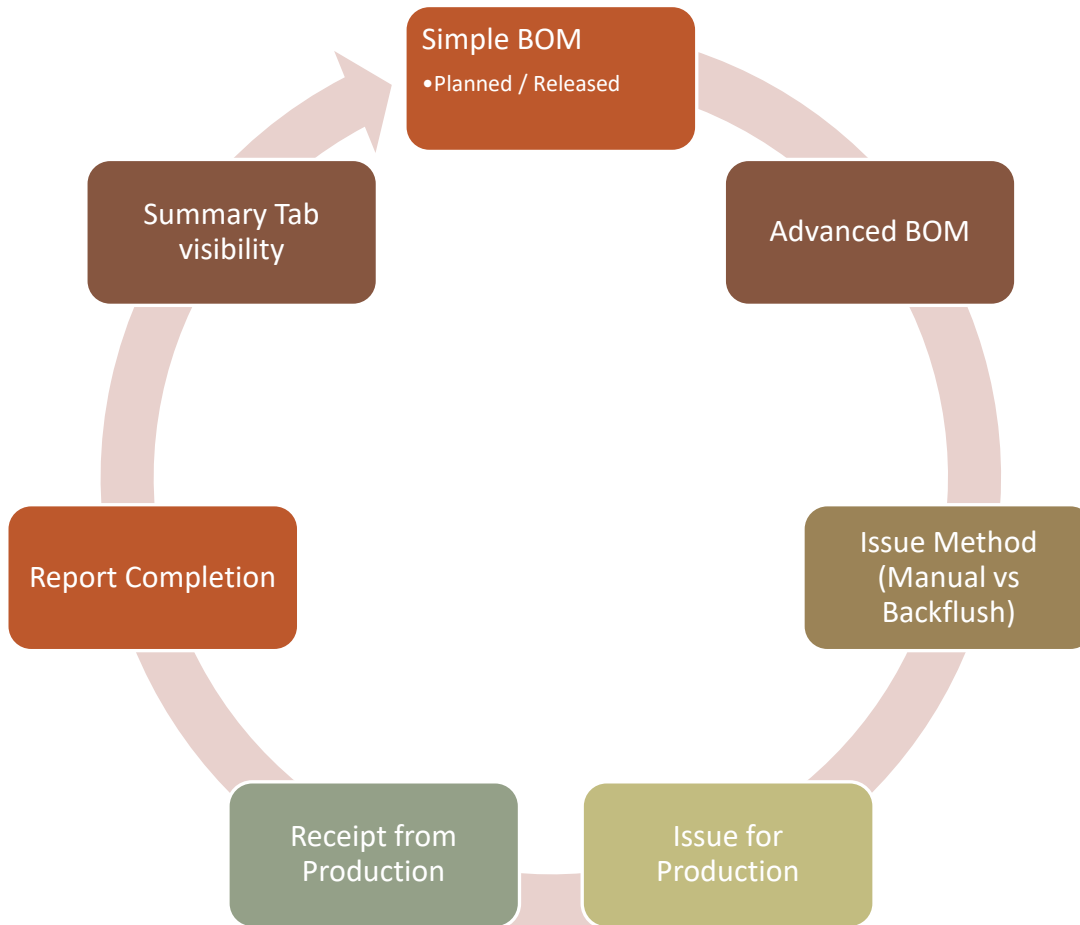 Simple BOM
•Planned / Released
Advanced BOM
Issue Method
(Manual vs
Backflush)
Issue for
Production
Receipt from
Production
Report Completion
Summary Tab
visibility